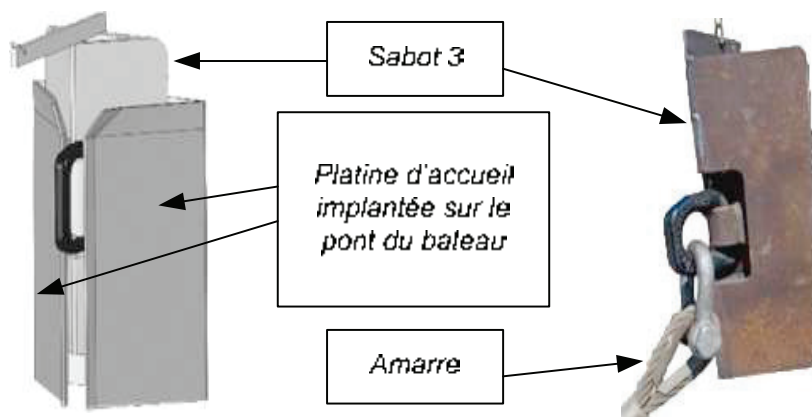 Sabot 3
Platine d'accueil
implantée sur le
pont du bateau
Amarre